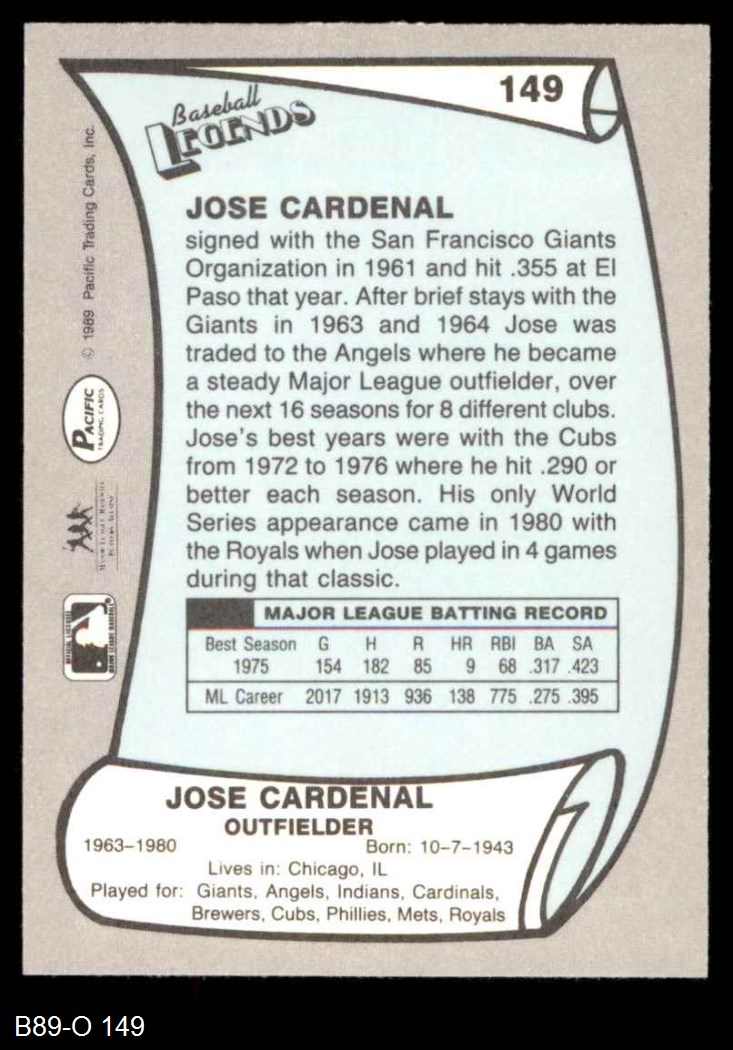 149
Baseball
LEGENDS
JOSE CARDENAL
signed with the San Francisco Giants
Organization in 1961 and hit .355 at El
Paso that year. After brief stays with the
Giants in 1963 and 1964 Jose was
traded to the Angels where he became
a steady Major League outfielder, over
the next 16 seasons for 8 different clubs.
Jose's best years were with the Cubs
from 1972 to 1976 where he hit .290 or
better each season. His only World
Series appearance came in 1980 with
the Royals when Jose played in 4 games
during that classic.
MAJOR LEAGUE BATTING RECORD
Best Season G H R HR RBI BA SA
1975 154 182 85 9 68 .317 .423
ML Career 2017 1913 936 138 775 .275 .395
JOSE CARDENAL
OUTFIELDER
1963-1980 Born: 10-7-1943
Lives in: Chicago, IL
Played for: Giants, Angels, Indians, Cardinals,
Brewers, Cubs, Phillies, Mets, Royals
© 1989 Pacific Trading Cards, Inc.
PACIFIC
TRADING CARDS
MAJOR LEAGUE BASEBALL
B89-O 149